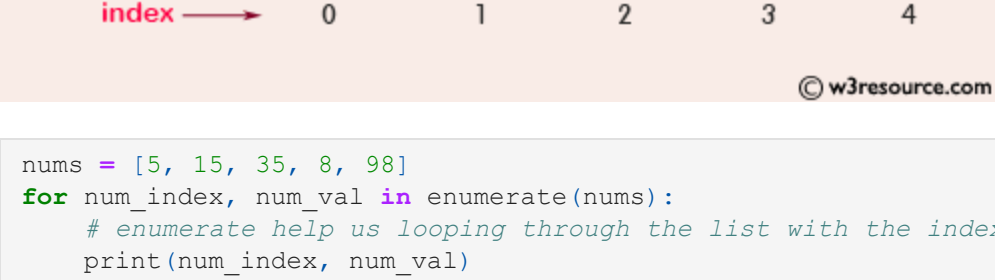 index 0 1 2 3 4
© w3resource.com
nums = [5, 15, 35, 8, 98]
for num_index, num_val in enumerate(nums):
# enumerate help us looping through the list with the index
print(num_index, num_val)